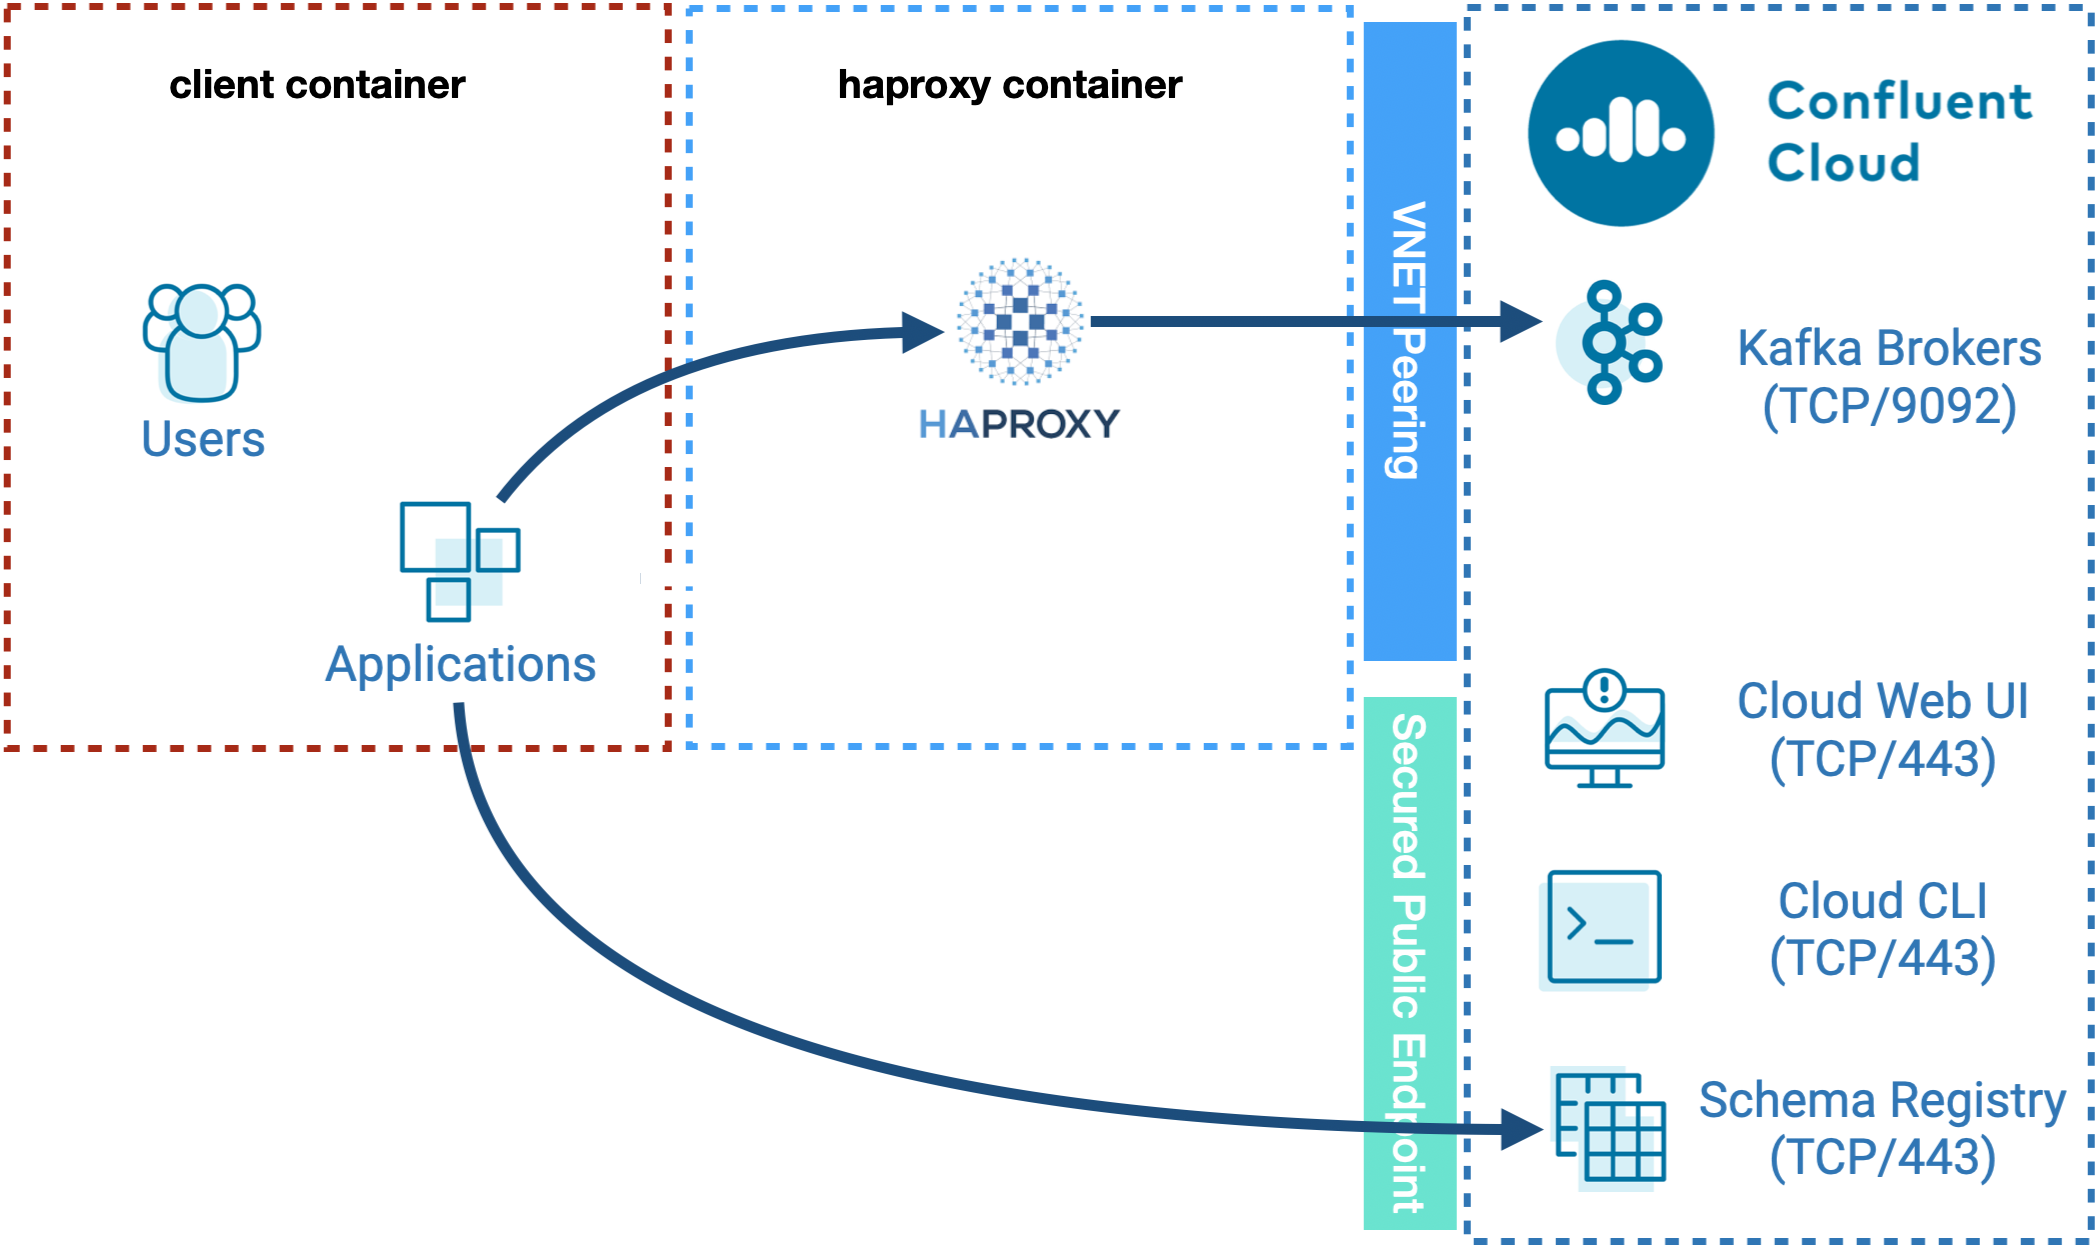 client container
haproxy container
Confluent
Cloud
Users
HAPROXY
VNET Peering
Kafka Brokers
(TCP/9092)
Applications
Secured Public Endpoint
Cloud Web UI
(TCP/443)
Cloud CLI
(TCP/443)
Schema Registry
(TCP/443)